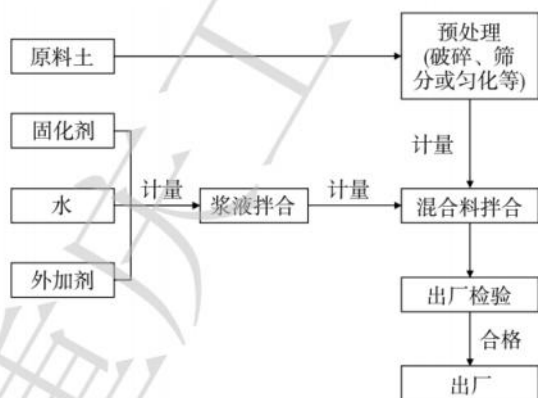 原料土
预处理
(破碎、筛
分或匀化等)
固化剂
计量
水
计量
浆液拌合
计量
混合料拌合
外加剂
出厂检验
合格
出厂